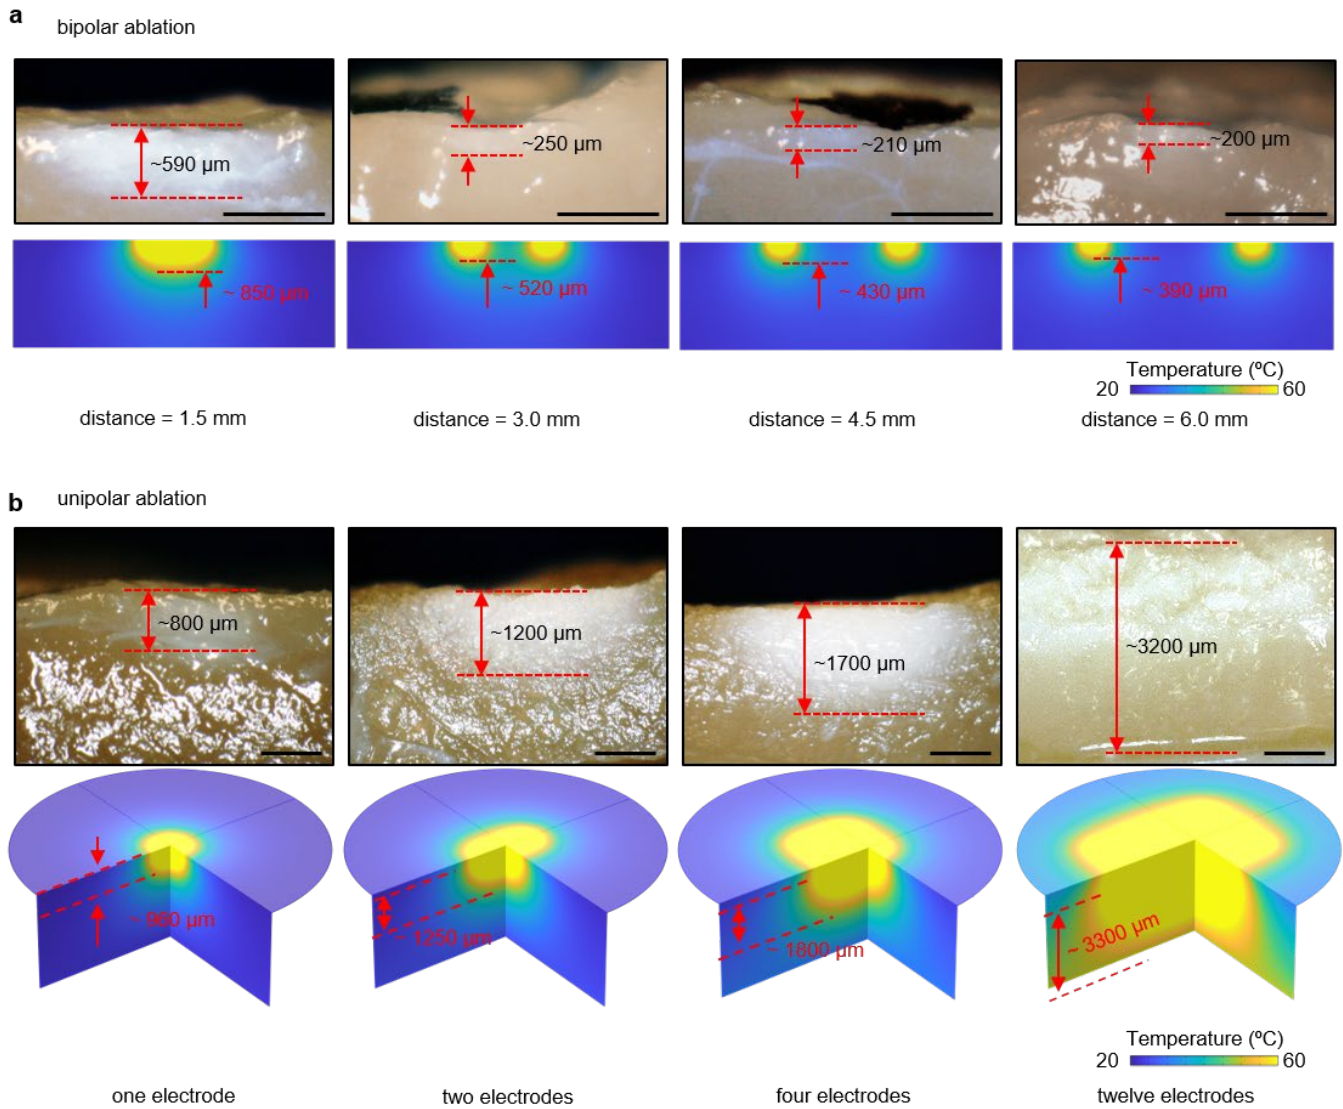 a
bipolar ablation
~590 µm
~250 µm
~210 µm
~200 µm
~ 850 µm
~ 520 µm
~ 430 µm
~ 390 µm
Temperature (ºC)
20 60
distance = 1.5 mm
distance = 3.0 mm
distance = 4.5 mm
distance = 6.0 mm
b
unipolar ablation
~800 µm
~1200 µm
~1700 µm
~3200 µm
~ 960 µm
~ 1250 µm
~ 1800 µm
~ 3300 µm
Temperature (ºC)
20 60
one electrode
two electrodes
four electrodes
twelve electrodes